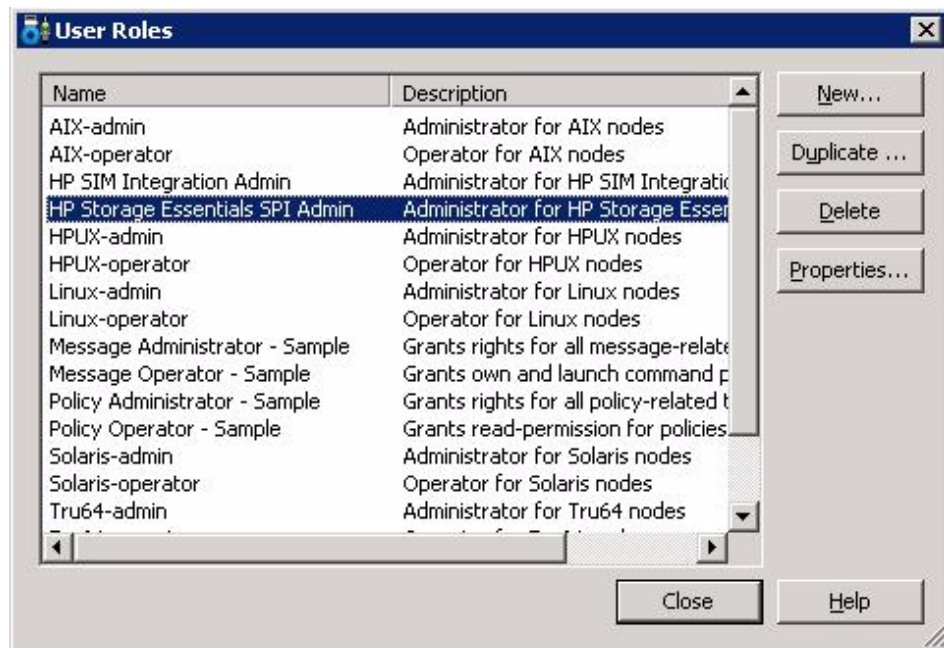 User Roles
Name Description
AIX-admin Administrator for AIX nodes
AIX-operator Operator for AIX nodes
HP SIM Integration Admin Administrator for HP SIM Integratio
HP Storage Essentials SPI Admin Administrator for HP Storage Esser
HPUX-admin Administrator for HPUX nodes
HPUX-operator Operator for HPUX nodes
Linux-admin Administrator for Linux nodes
Linux-operator Operator for Linux nodes
Message Administrator - Sample Grants rights for all message-relate
Message Operator - Sample Grants own and launch command p
Policy Administrator - Sample Grants rights for all policy-related t
Policy Operator - Sample Grants read-permission for policies
Solaris-admin Administrator for Solaris nodes
Solaris-operator Operator for Solaris nodes
Tru64-admin Administrator for Tru64 nodes
New...
Duplicate ...
Delete
Properties...
Close Help